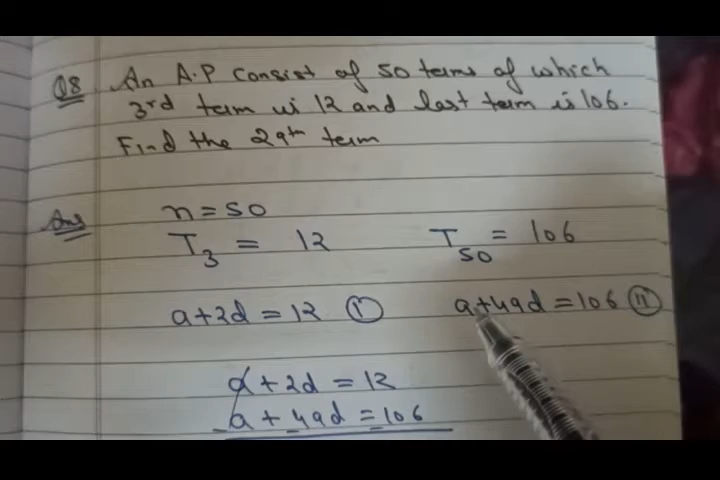 Q8 An A.P consist of 50 terms of which
3rd term is 12 and last term is 106.
Find the 29th term
Ans n = 50
T3 = 12 T50 = 106
a+2d = 12 (I) a+49d = 106 (II)
a + 2d = 12
-a + 49d = 106